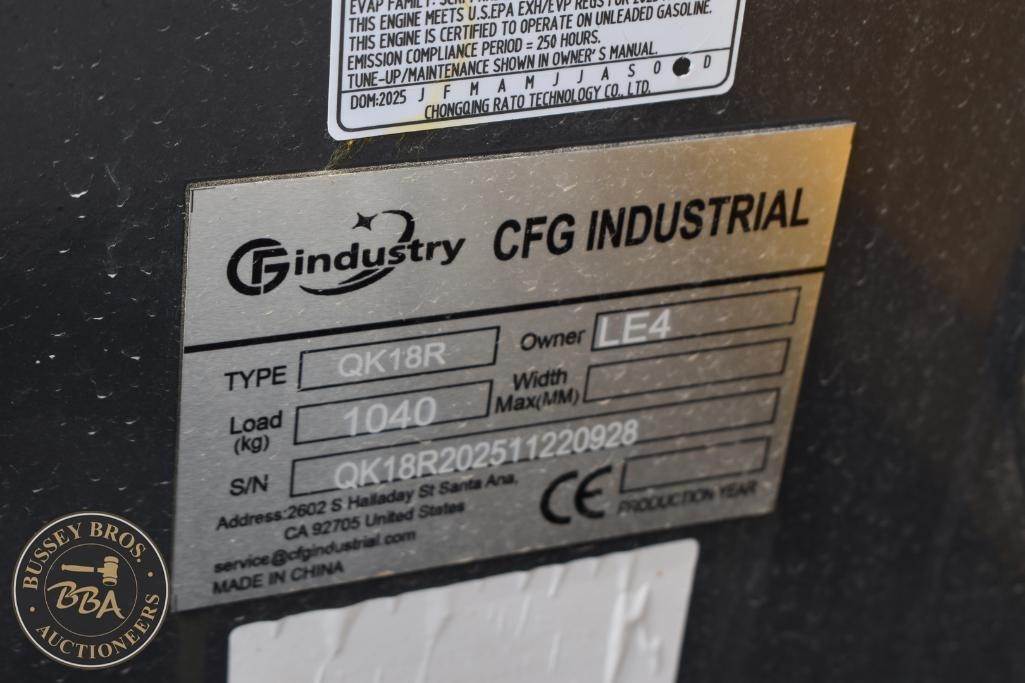 EVAP FAMILY:
THIS ENGINE MEETS U.S.EPA EXH/EVP REGS FOR
THIS ENGINE IS CERTIFIED TO OPERATE ON UNLEADED GASOLINE.
EMISSION COMPLIANCE PERIOD = 250 HOURS.
TUNE-UP/MAINTENANCE SHOWN IN OWNER'S MANUAL.
DOM:2025 J F M A M J J A S O D
CHONGQING RATO TECHNOLOGY CO., LTD.
CFG industry CFG INDUSTRIAL
TYPE QK18R Owner LE4
Load (kg) 1040 Width Max(MM)
S/N QK18R202511220928
Address:2602 S Halladay St Santa Ana,
CA 92705 United States
CE PRODUCTION YEAR
service@cfgindustrial.com
MADE IN CHINA
BUSSEY BROS.
BBA
AUCTIONEERS